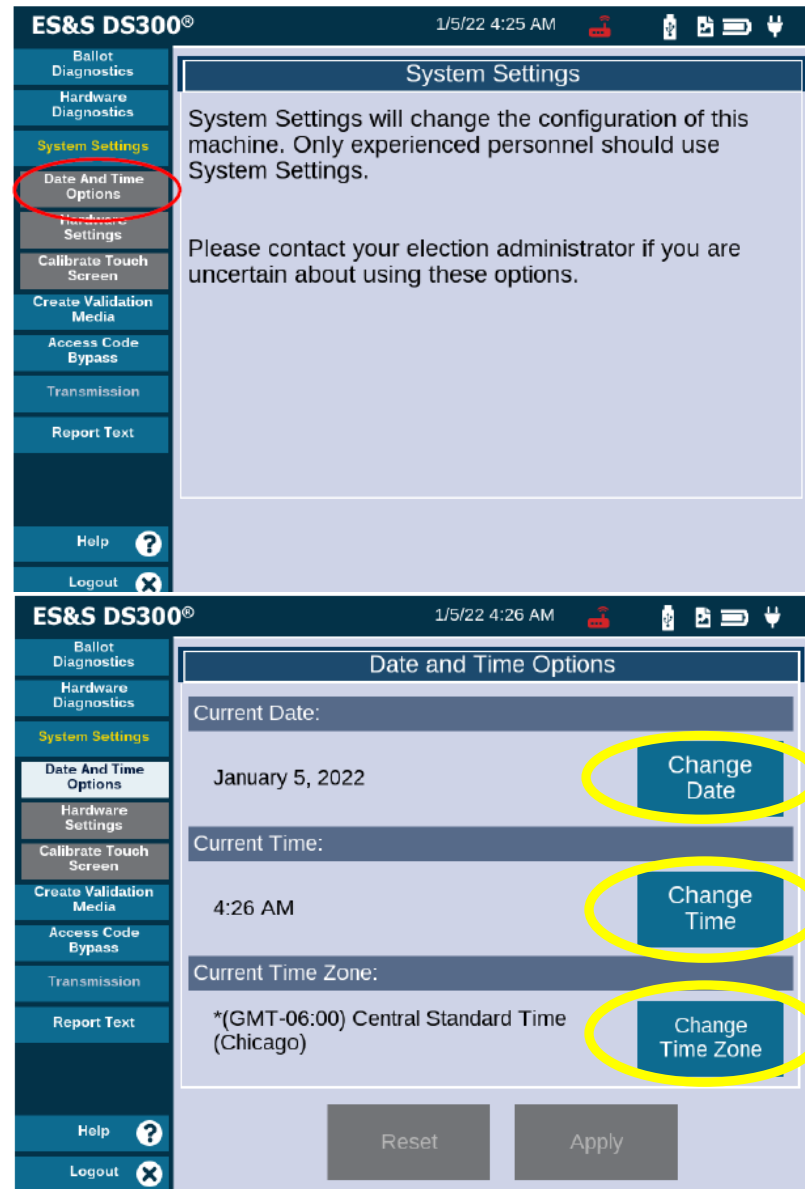 ES&S DS300®
1/5/22 4:25 AM
Ballot
Diagnostics
Hardware
Diagnostics
System Settings
Date And Time
Options
Hardware
Settings
Calibrate Touch
Screen
Create Validation
Media
Access Code
Bypass
Transmission
Report Text
Help ?
Logout
System Settings
System Settings will change the configuration of this
machine. Only experienced personnel should use
System Settings.
Please contact your election administrator if you are
uncertain about using these options.
ES&S DS300®
1/5/22 4:26 AM
Ballot
Diagnostics
Hardware
Diagnostics
System Settings
Date And Time
Options
Hardware
Settings
Calibrate Touch
Screen
Create Validation
Media
Access Code
Bypass
Transmission
Report Text
Help ?
Logout
Date and Time Options
Current Date:
January 5, 2022
Change
Date
Current Time:
4:26 AM
Change
Time
Current Time Zone:
*(GMT-06:00) Central Standard Time
(Chicago)
Change
Time Zone
Reset
Apply